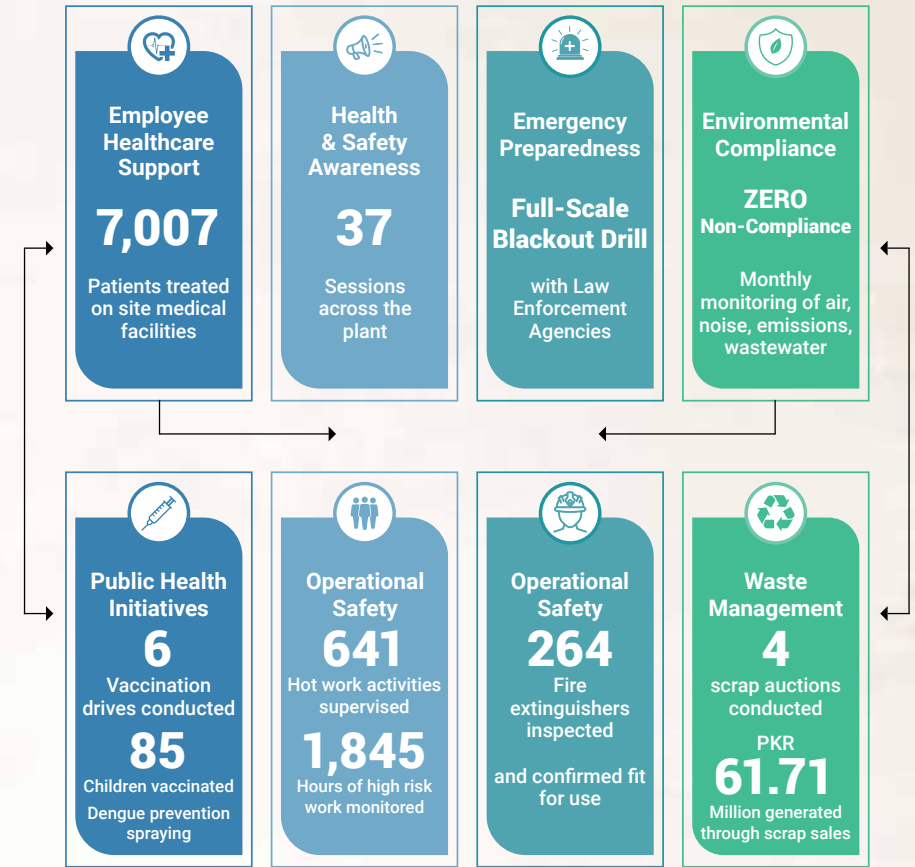 Employee
Healthcare
Support
7,007
Patients treated
on site medical
facilities
Health
& Safety
Awareness
37
Sessions
across the
plant
Emergency
Preparedness
Full-Scale
Blackout Drill
with Law
Enforcement
Agencies
Environmental
Compliance
ZERO
Non-Compliance
Monthly
monitoring of air,
noise, emissions,
wastewater
Public Health
Initiatives
6
Vaccination
drives conducted
85
Children vaccinated
Dengue prevention
spraying
Operational
Safety
641
Hot work activities
supervised
1,845
Hours of high risk
work monitored
Operational
Safety
264
Fire
extinguishers
inspected
and confirmed fit
for use
Waste
Management
4
scrap auctions
conducted
PKR
61.71
Million generated
through scrap sales